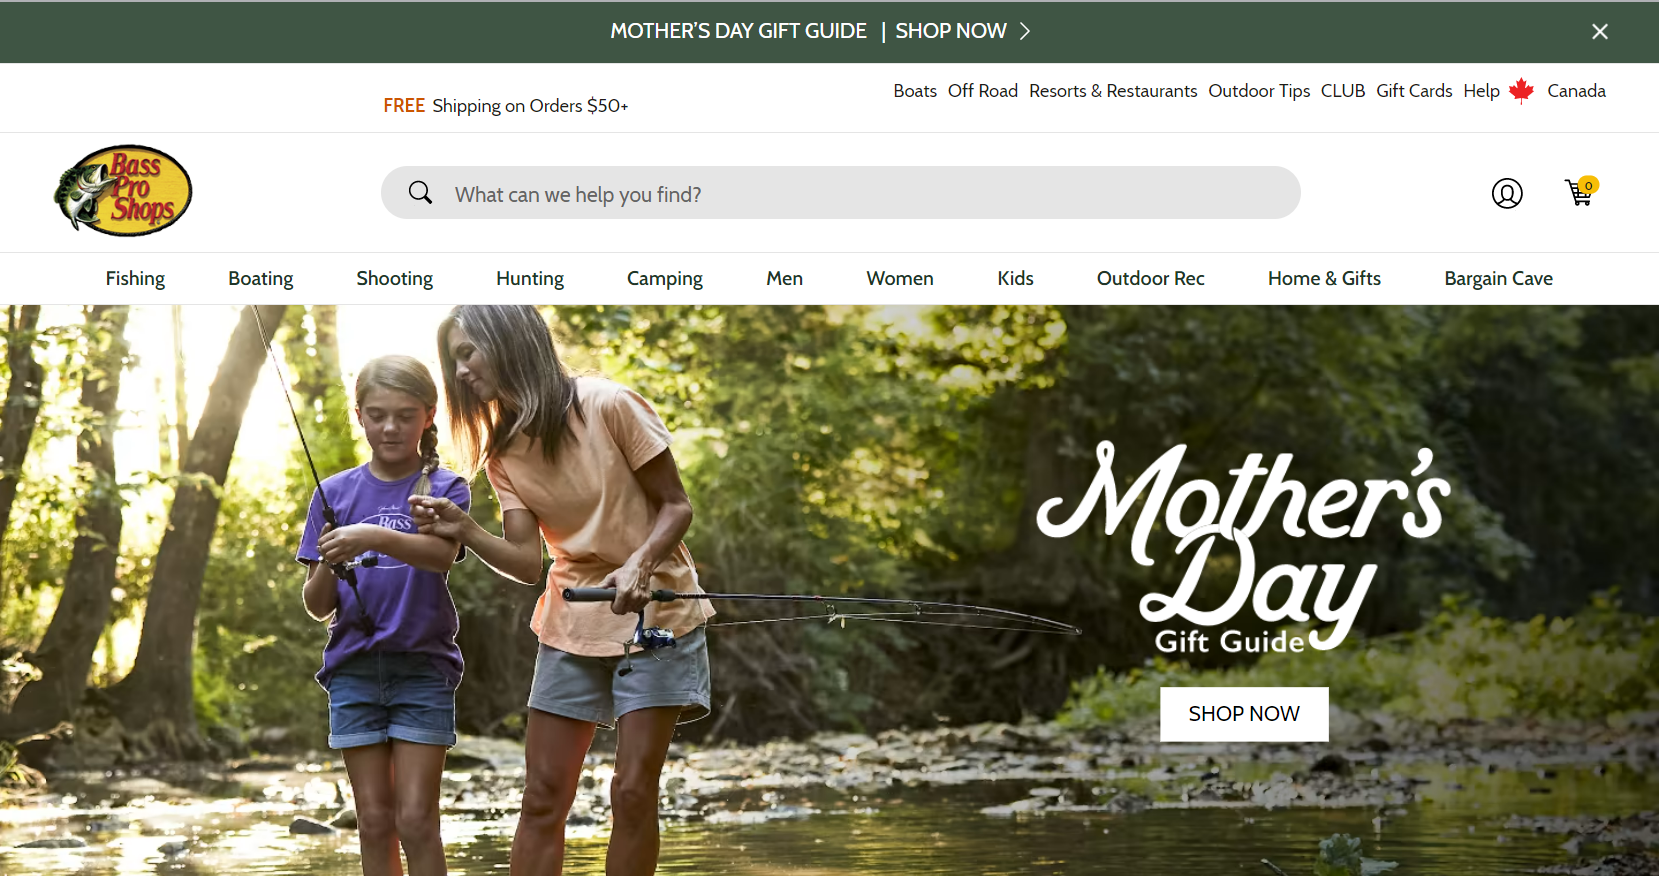 MOTHER'S DAY GIFT GUIDE | SHOP NOW
FREE Shipping on Orders $50+
Boats Off Road Resorts & Restaurants Outdoor Tips CLUB Gift Cards Help Canada
Bass
Pro
Shops
What can we help you find?
0
Fishing Boating Shooting Hunting Camping Men Women Kids Outdoor Rec Home & Gifts Bargain Cave
Bass
Mother's
Day
Gift Guide
SHOP NOW